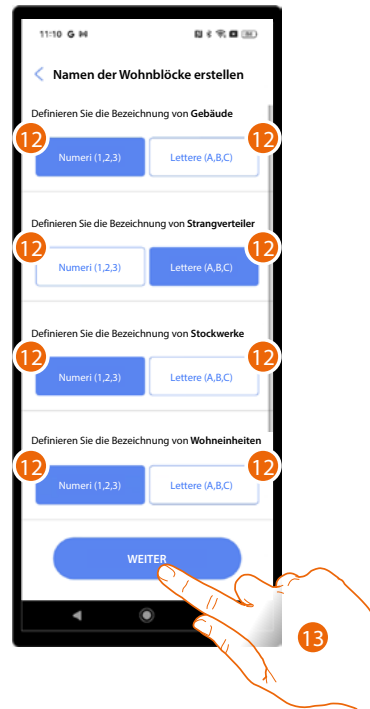 11:10 G
Namen der Wohnblöcke erstellen
Definieren Sie die Bezeichnung von Gebäude
12 12
Numeri (1,2,3) Lettere (A,B,C)
Definieren Sie die Bezeichnung von Strangverteiler
12 12
Numeri (1,2,3) Lettere (A,B,C)
Definieren Sie die Bezeichnung von Stockwerke
12 12
Numeri (1,2,3) Lettere (A,B,C)
Definieren Sie die Bezeichnung von Wohneinheiten
12 12
Numeri (1,2,3) Lettere (A,B,C)
WEITER
13